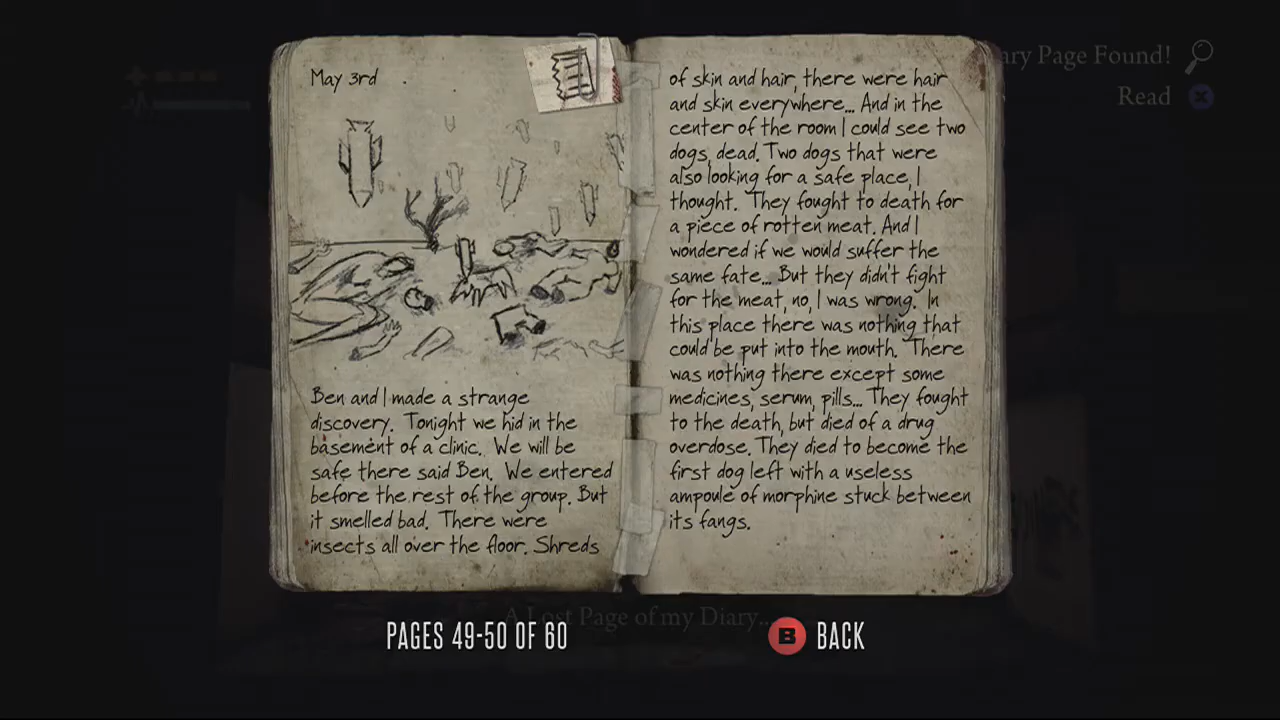 May 3rd
Ben and I made a strange
discovery. Tonight we hid in the
basement of a clinic. We will be
safe there said Ben. We entered
before the rest of the group. But
it smelled bad. There were
insects all over the floor. Shreds
of skin and hair, there were hair
and skin everywhere... And in the
center of the room I could see two
dogs, dead. Two dogs that were
also looking for a safe place, I
thought. They fought to death for
a piece of rotten meat. And I
wondered if we would suffer the
same fate... But they didn't fight
for the meat, no, I was wrong. In
this place there was nothing that
could be put into the mouth. There
was nothing there except some
medicines, serum, pills... They fought
to the death, but died of a drug
overdose. They died to become the
first dog left with a useless
ampoule of morphine stuck between
its fangs.
ary Page Found!
Read X
A Lost Page of my Diary...
PAGES 49-50 OF 60
B BACK